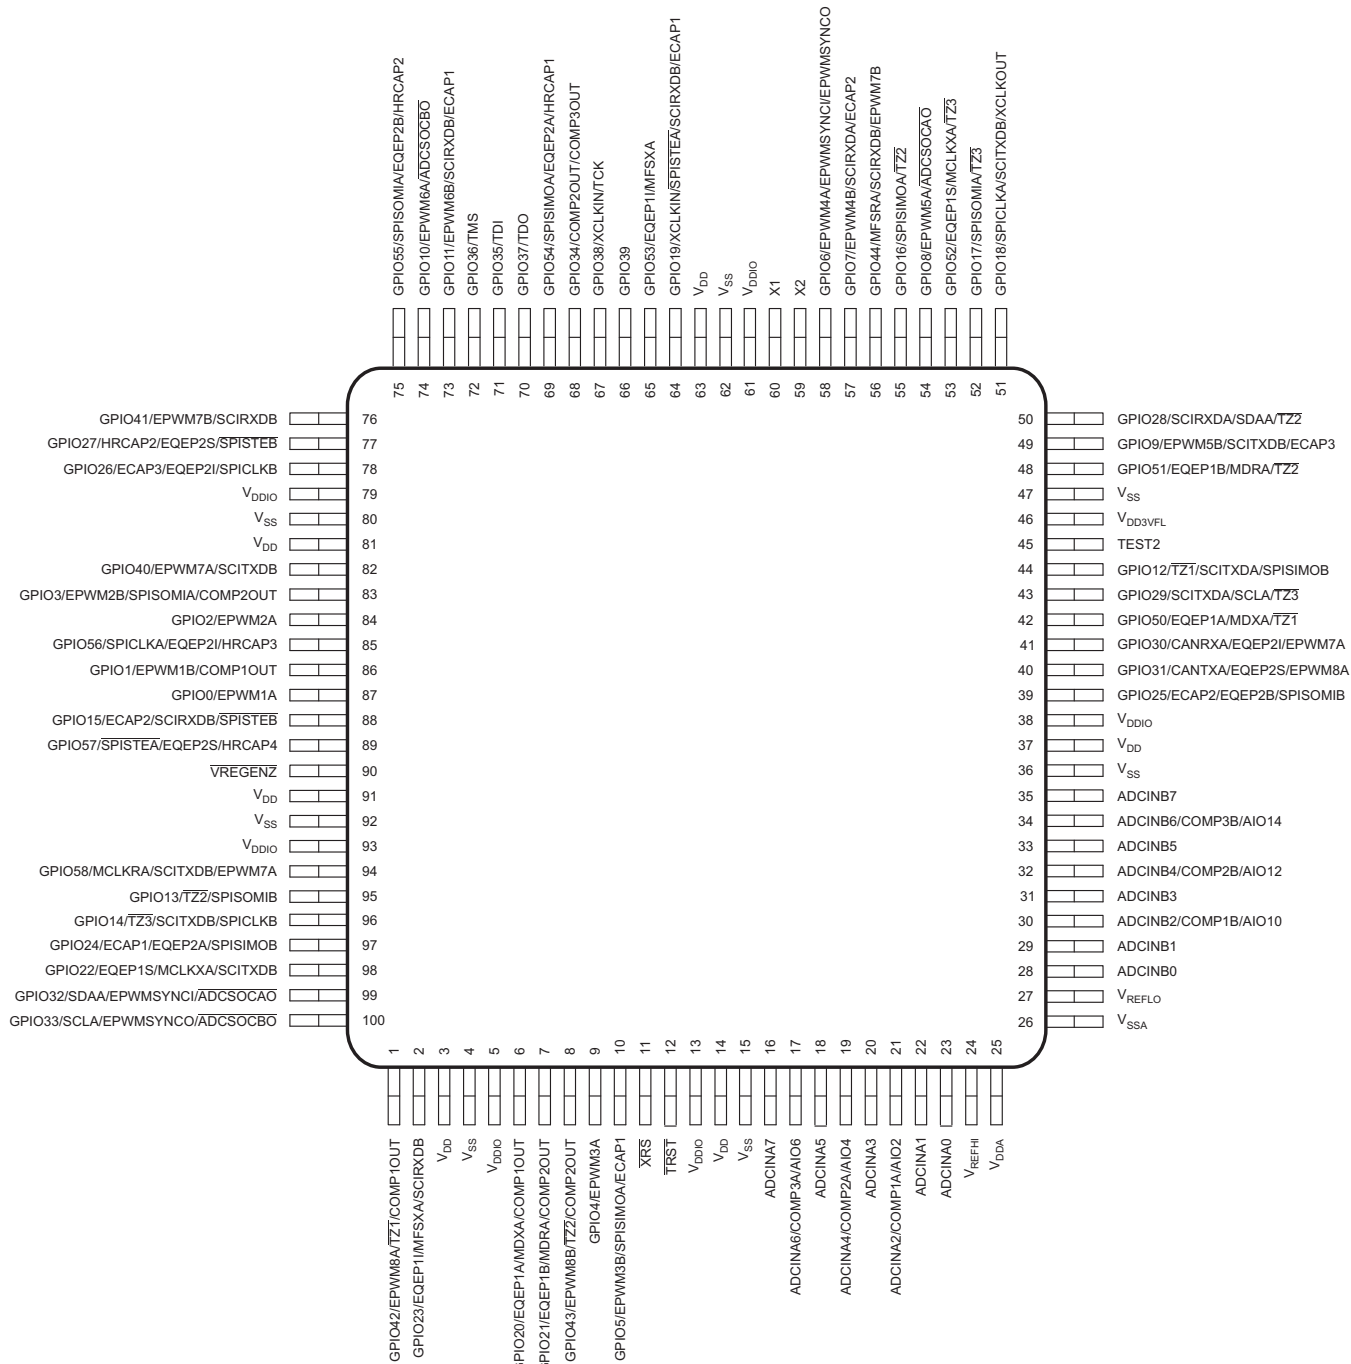 GPIO55/SPISOMIA/EQEP2B/HRCAP2
GPIO10/EPWM6A/ADCSOCBO
GPIO11/EPWM6B/SCIRXDB/ECAP1
GPIO36/TMS
GPIO35/TDI
GPIO37/TDO
GPIO54/SPISIMOA/EQEP2A/HRCAP1
GPIO34/COMP2OUT/COMP3OUT
GPIO38/XCLKIN/TCK
GPIO39
GPIO53/EQEP1I/MFSXA
GPIO19/XCLKIN/SPISTEA/SCIRXDB/ECAP1
VDD
VSS
VDDIO
X1
X2
GPIO6/EPWM4A/EPWMSYNCI/EPWMSYNCO
GPIO7/EPWM4B/SCIRXDA/ECAP2
GPIO44/MFSRA/SCIRXDB/EPWM7B
GPIO16/SPISIMOA/TZ2
GPIO8/EPWM5A/ADCSOCAO
GPIO52/EQEP1S/MCLKXA/TZ3
GPIO17/SPISOMIA/TZ3
GPIO18/SPICLKA/SCITXDB/XCLKOUT
75 74 73 72 71 70 69 68 67 66 65 64 63 62 61 60 59 58 57 56 55 54 53 52 51
GPIO41/EPWM7B/SCIRXDB 76
GPIO27/HRCAP2/EQEP2S/SPISTEB 77
GPIO26/ECAP3/EQEP2I/SPICLKB 78
VDDIO 79
VSS 80
VDD 81
GPIO40/EPWM7A/SCITXDB 82
GPIO3/EPWM2B/SPISOMIA/COMP2OUT 83
GPIO2/EPWM2A 84
GPIO56/SPICLKA/EQEP2I/HRCAP3 85
GPIO1/EPWM1B/COMP1OUT 86
GPIO0/EPWM1A 87
GPIO15/ECAP2/SCIRXDB/SPISTEB 88
GPIO57/SPISTEA/EQEP2S/HRCAP4 89
VREGENZ 90
VDD 91
VSS 92
VDDIO 93
GPIO58/MCLKRA/SCITXDB/EPWM7A 94
GPIO13/TZ2/SPISOMIB 95
GPIO14/TZ3/SCITXDB/SPICLKB 96
GPIO24/ECAP1/EQEP2A/SPISIMOB 97
GPIO22/EQEP1S/MCLKXA/SCITXDB 98
GPIO32/SDAA/EPWMSYNCI/ADCSOCAO 99
GPIO33/SCLA/EPWMSYNCO/ADCSOCBO 100
50 GPIO28/SCIRXDA/SDAA/TZ2
49 GPIO9/EPWM5B/SCITXDB/ECAP3
48 GPIO51/EQEP1B/MDRA/TZ2
47 VSS
46 VDD3VFL
45 TEST2
44 GPIO12/TZ1/SCITXDA/SPISIMOB
43 GPIO29/SCITXDA/SCLA/TZ3
42 GPIO50/EQEP1A/MDXA/TZ1
41 GPIO30/CANRXA/EQEP2I/EPWM7A
40 GPIO31/CANTXA/EQEP2S/EPWM8A
39 GPIO25/ECAP2/EQEP2B/SPISOMIB
38 VDDIO
37 VDD
36 VSS
35 ADCINB7
34 ADCINB6/COMP3B/AIO14
33 ADCINB5
32 ADCINB4/COMP2B/AIO12
31 ADCINB3
30 ADCINB2/COMP1B/AIO10
29 ADCINB1
28 ADCINB0
27 VREFLO
26 VSSA
1 2 3 4 5 6 7 8 9 10 11 12 13 14 15 16 17 18 19 20 21 22 23 24 25
GPIO42/EPWM8A/TZ1/COMP1OUT
GPIO23/EQEP1I/MFSXA/SCIRXDB
VDD
VSS
VDDIO
GPIO20/EQEP1A/MDXA/COMP1OUT
GPIO21/EQEP1B/MDRA/COMP2OUT
GPIO43/EPWM8B/TZ2/COMP2OUT
GPIO4/EPWM3A
GPIO5/EPWM3B/SPISIMOA/ECAP1
XRS
TRST
VDDIO
VDD
VSS
ADCINA7
ADCINA6/COMP3A/AIO6
ADCINA5
ADCINA4/COMP2A/AIO4
ADCINA3
ADCINA2/COMP1A/AIO2
ADCINA1
ADCINA0
VREFHI
VDDA